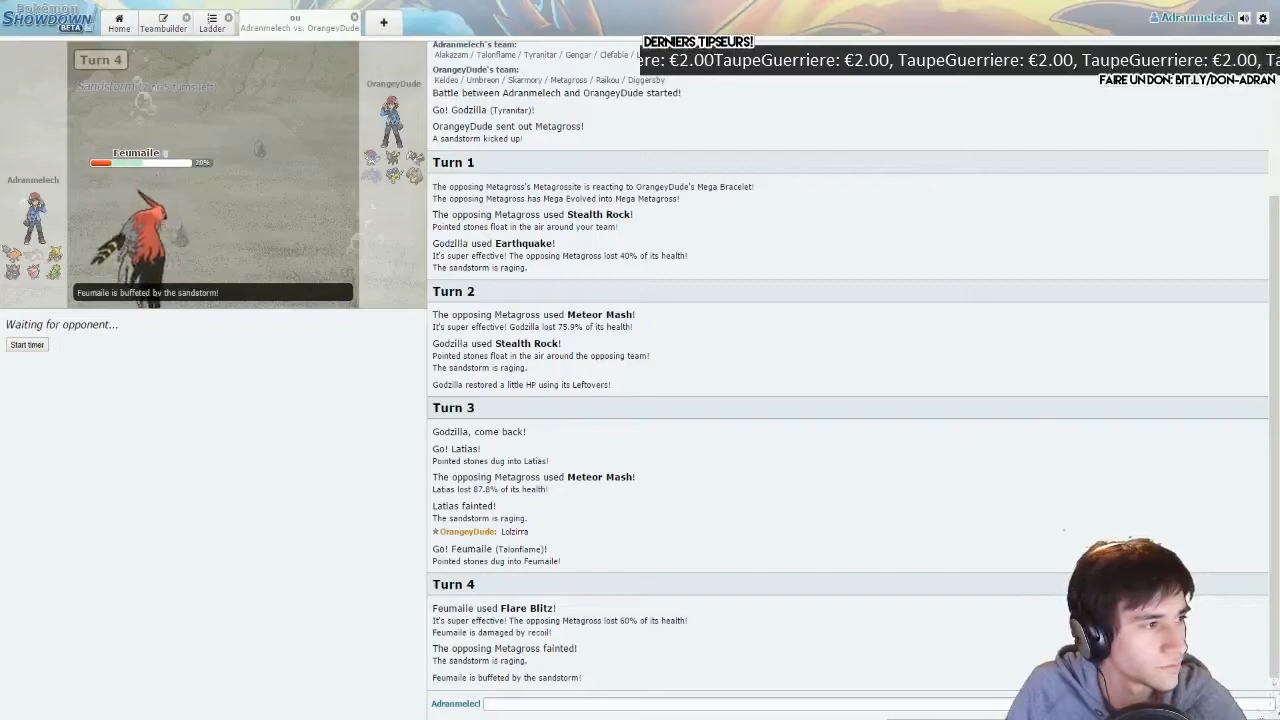 Pokémon
Showdown
BETA
Home
Teambuilder
Ladder
ou
Adranmelech vs. OrangeyDude
+
Adranmelech
DERNIERS TIPSEURS!
ere: €2.00TaupeGuerriere: €2.00, TaupeGuerriere: €2.00, TaupeGuerriere: €2.00, Ta
FAIRE UN DON: BIT.LY/DON-ADRAN
Turn 4
OrangeyDude
Feumaile
20%
Adranmelech
Feumaile is buffeted by the sandstorm!
Waiting for opponent...
Start timer
Adranmelech's team:
Alakazam / Talonflame / Tyranitar / Gengar / Clefable /
OrangeyDude's team:
Keldeo / Umbreon / Skarmory / Metagross / Raikou / Diggersby
Battle between Adranmelech and OrangeyDude started!
Go! Godzilla (Tyranitar)!
OrangeyDude sent out Metagross!
A sandstorm kicked up!
Turn 1
The opposing Metagross's Metagrossite is reacting to OrangeyDude's Mega Bracelet!
The opposing Metagross has Mega Evolved into Mega Metagross!
The opposing Metagross used Stealth Rock!
Pointed stones float in the air around your team!
Godzilla used Earthquake!
It's super effective! The opposing Metagross lost 40% of its health!
The sandstorm is raging.
Turn 2
The opposing Metagross used Meteor Mash!
It's super effective! Godzilla lost 75.9% of its health!
Godzilla used Stealth Rock!
Pointed stones float in the air around the opposing team!
The sandstorm is raging.
Godzilla restored a little HP using its Leftovers!
Turn 3
Godzilla, come back!
Go! Latias!
Pointed stones dug into Latias!
The opposing Metagross used Meteor Mash!
Latias lost 87.8% of its health!
Latias fainted!
The sandstorm is raging.
★OrangeyDude: Lolzirra
Go! Feumaile (Talonflame)!
Pointed stones dug into Feumaile!
Turn 4
Feumaile used Flare Blitz!
It's super effective! The opposing Metagross lost 60% of its health!
Feumaile is damaged by recoil!
The opposing Metagross fainted!
The sandstorm is raging.
Feumaile is buffeted by the sandstorm!
Adranmelecl